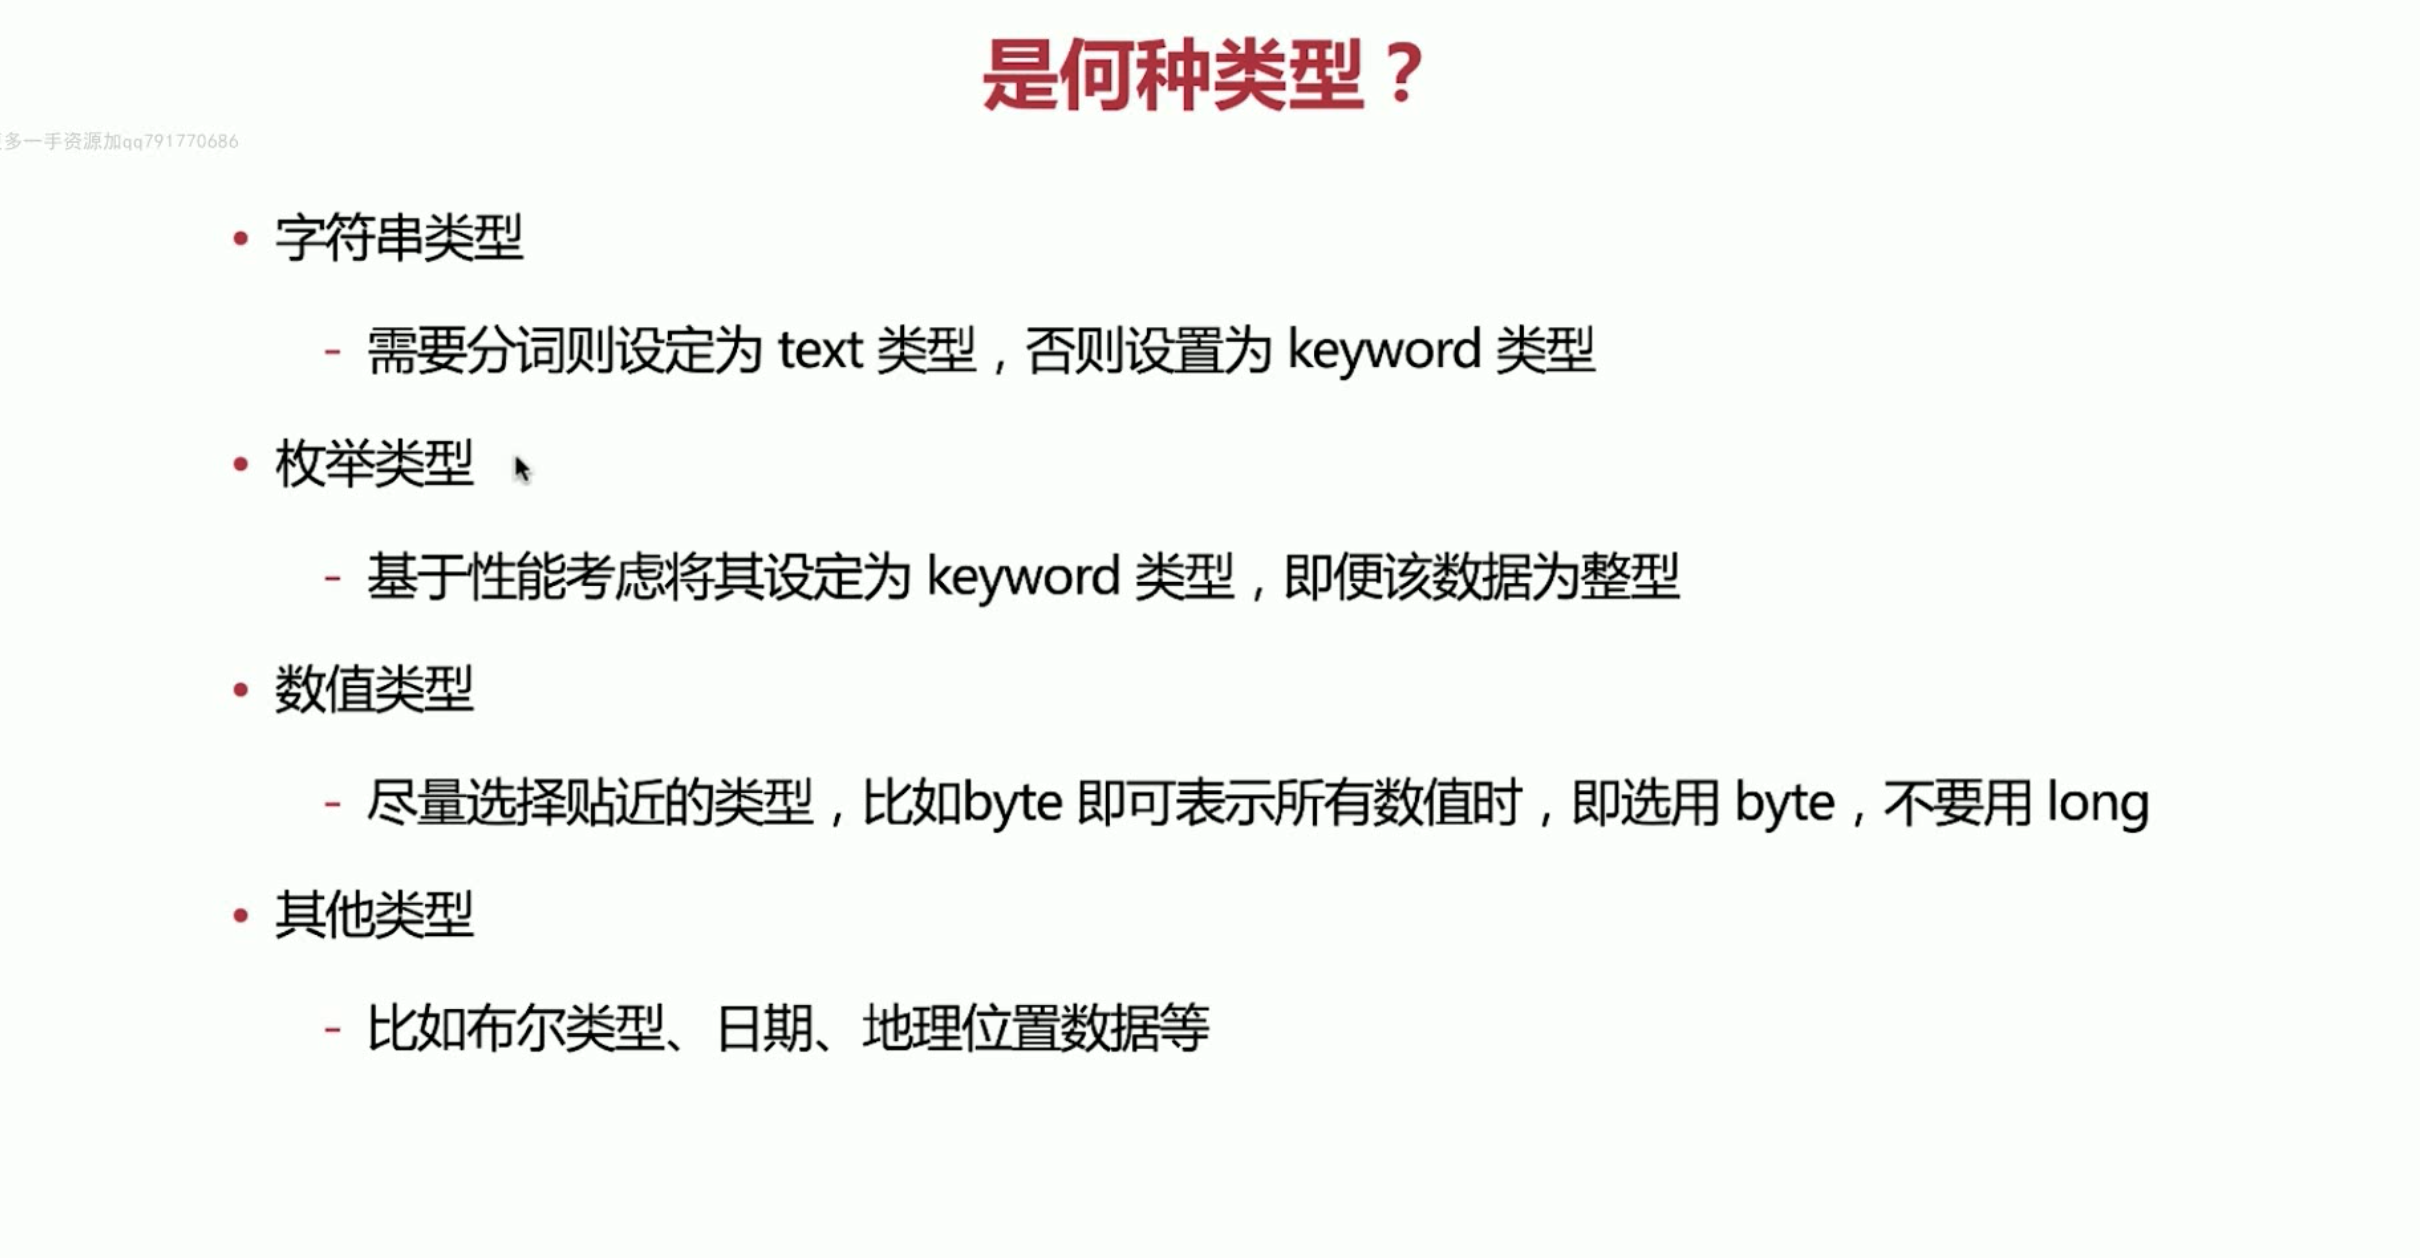 是何种类型？
多一手资源加qq791770686
• 字符串类型
- 需要分词则设定为 text 类型，否则设置为 keyword 类型
• 枚举类型
- 基于性能考虑将其设定为 keyword 类型，即便该数据为整型
• 数值类型
- 尽量选择贴近的类型，比如byte 即可表示所有数值时，即选用 byte，不要用 long
• 其他类型
- 比如布尔类型、日期、地理位置数据等